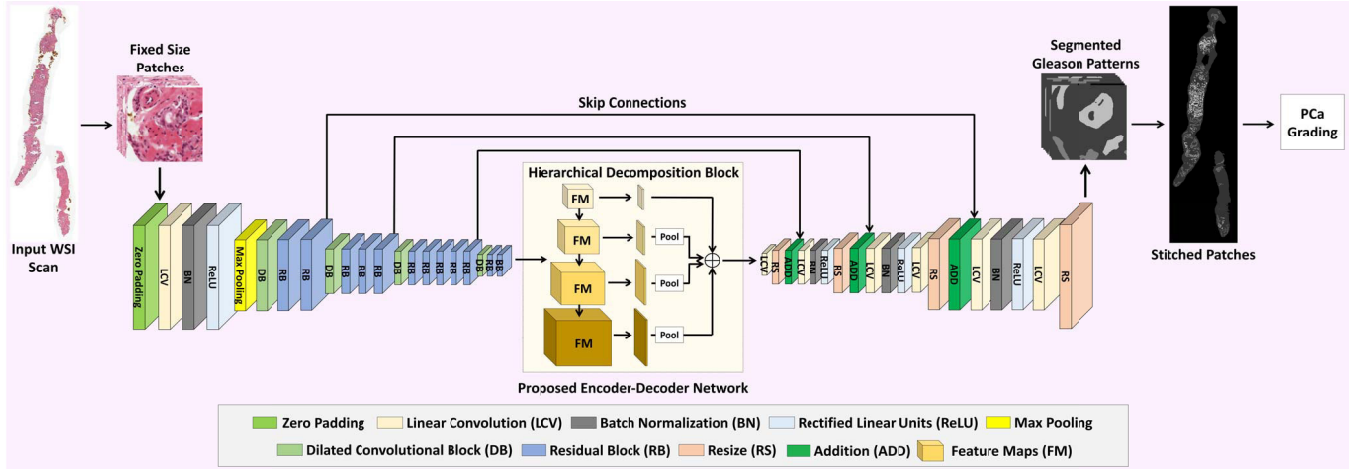 Input WSI
Scan
Fixed Size
Patches
Zero Padding
LCV
BN
ReLU
Max Pooling
DB
RB
RB
RB
DB
RB
RB
RB
DB
RB
RB
RB
RB
RB
DB
RB
RB
Skip Connections
Hierarchical Decomposition Block
FM
FM
FM
FM
Pool
Pool
Pool
Proposed Encoder-Decoder Network
LCV
RS
ADD
LCV
BN
ReLU
RS
ADD
LCV
BN
ReLU
LCV
RS
ADD
LCV
BN
ReLU
LCV
RS
Segmented
Gleason Patterns
Stitched Patches
PCa
Grading
Zero Padding
Linear Convolution (LCV)
Batch Normalization (BN)
Rectified Linear Units (ReLU)
Max Pooling
Dilated Convolutional Block (DB)
Residual Block (RB)
Resize (RS)
Addition (ADD)
Feature Maps (FM)